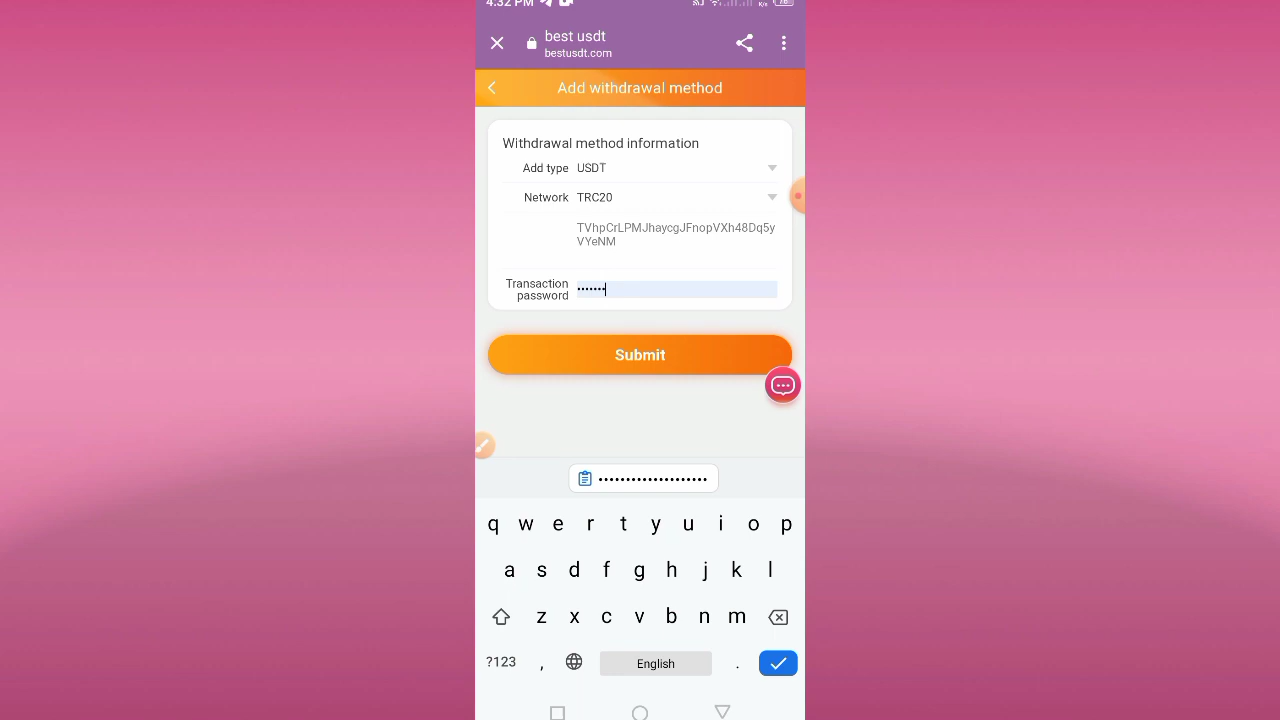 4:32 PM K/s 76
best usdt
bestusdt.com
Add withdrawal method
Withdrawal method information
Add type USDT
Network TRC20
TVhpCrLPMJhaycgJFnopVXh48Dq5y
VYeNM
Transaction
password •••••••
Submit
••••••••••••••••••••
q w e r t y u i o p
a s d f g h j k l
z x c v b n m
?123 , English .